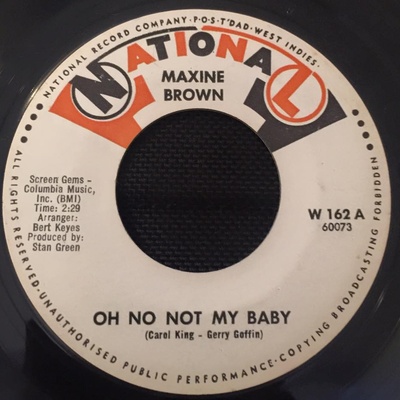 NATIONAL RECORD COMPANY · P·O·S·T'DAD · WEST INDIES ·
NATIONAL
MAXINE
BROWN
Screen Gems -
Columbia Music,
Inc. (BMI)
Time: 2:29
Arranger:
Bert Keyes
Produced by:
Stan Green
W 162 A
60073
OH NO NOT MY BABY
(Carol King - Gerry Goffin)
ALL RIGHTS RESERVED-UNAUTHORISED PUBLIC PERFORMANCE-COPYING BROADCASTING FORBIDDEN